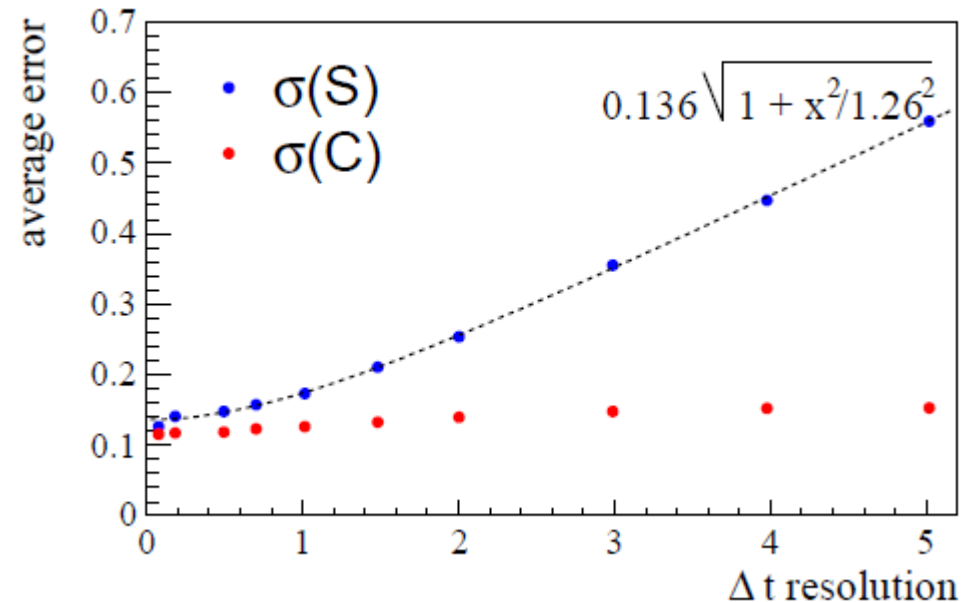 average error
0.7
0.6
0.5
0.4
0.3
0.2
0.1
0
σ(S)
σ(C)
0.136 √(1 + x²/1.26²)
0 1 2 3 4 5
Δ t resolution